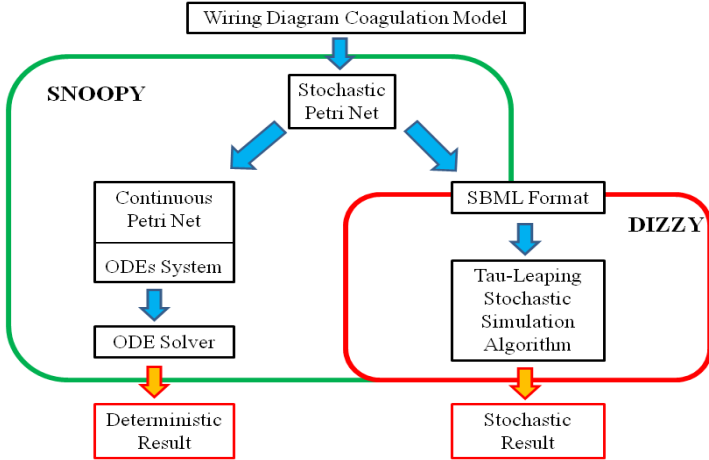 Wiring Diagram Coagulation Model
SNOOPY
Stochastic
Petri Net
Continuous
Petri Net
ODEs System
SBML Format
DIZZY
Tau-Leaping
Stochastic
Simulation
Algorithm
ODE Solver
Deterministic
Result
Stochastic
Result